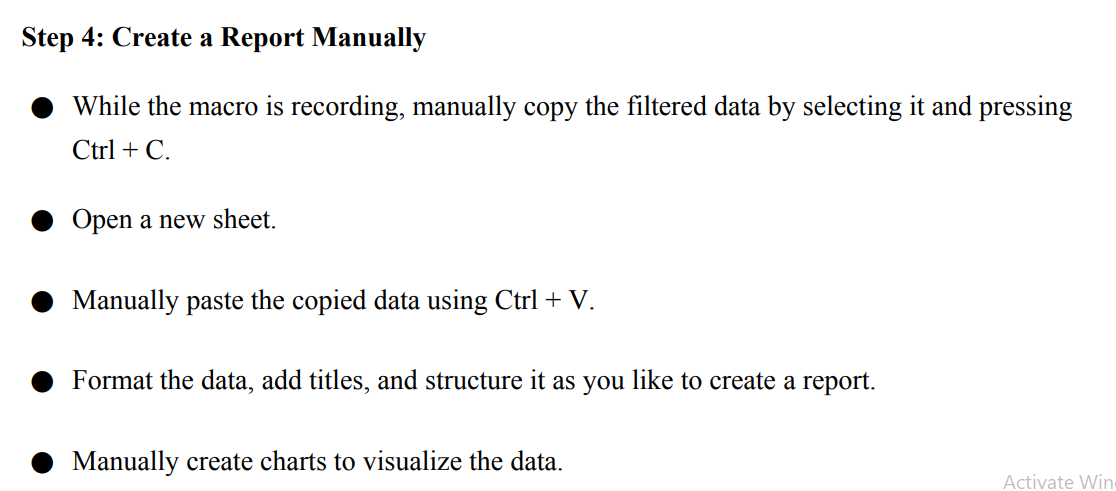 Step 4: Create a Report Manually
● While the macro is recording, manually copy the filtered data by selecting it and pressing
Ctrl + C.
● Open a new sheet.
● Manually paste the copied data using Ctrl + V.
● Format the data, add titles, and structure it as you like to create a report.
● Manually create charts to visualize the data.
Activate Win